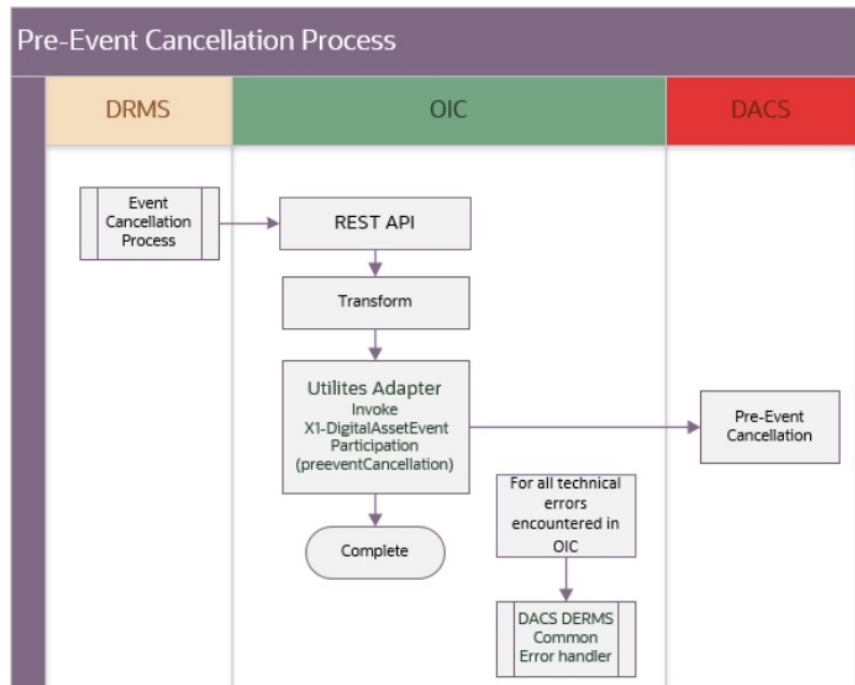 Pre-Event Cancellation Process
DRMS
OIC
DACS
Event
Cancellation
Process
REST API
Transform
Utilites Adapter
Invoke
X1-DigitalAssetEvent
Participation
(preeventCancellation)
Pre-Event
Cancellation
For all technical
errors
encountered in
OIC
Complete
DACS DERMS
Common
Error handler